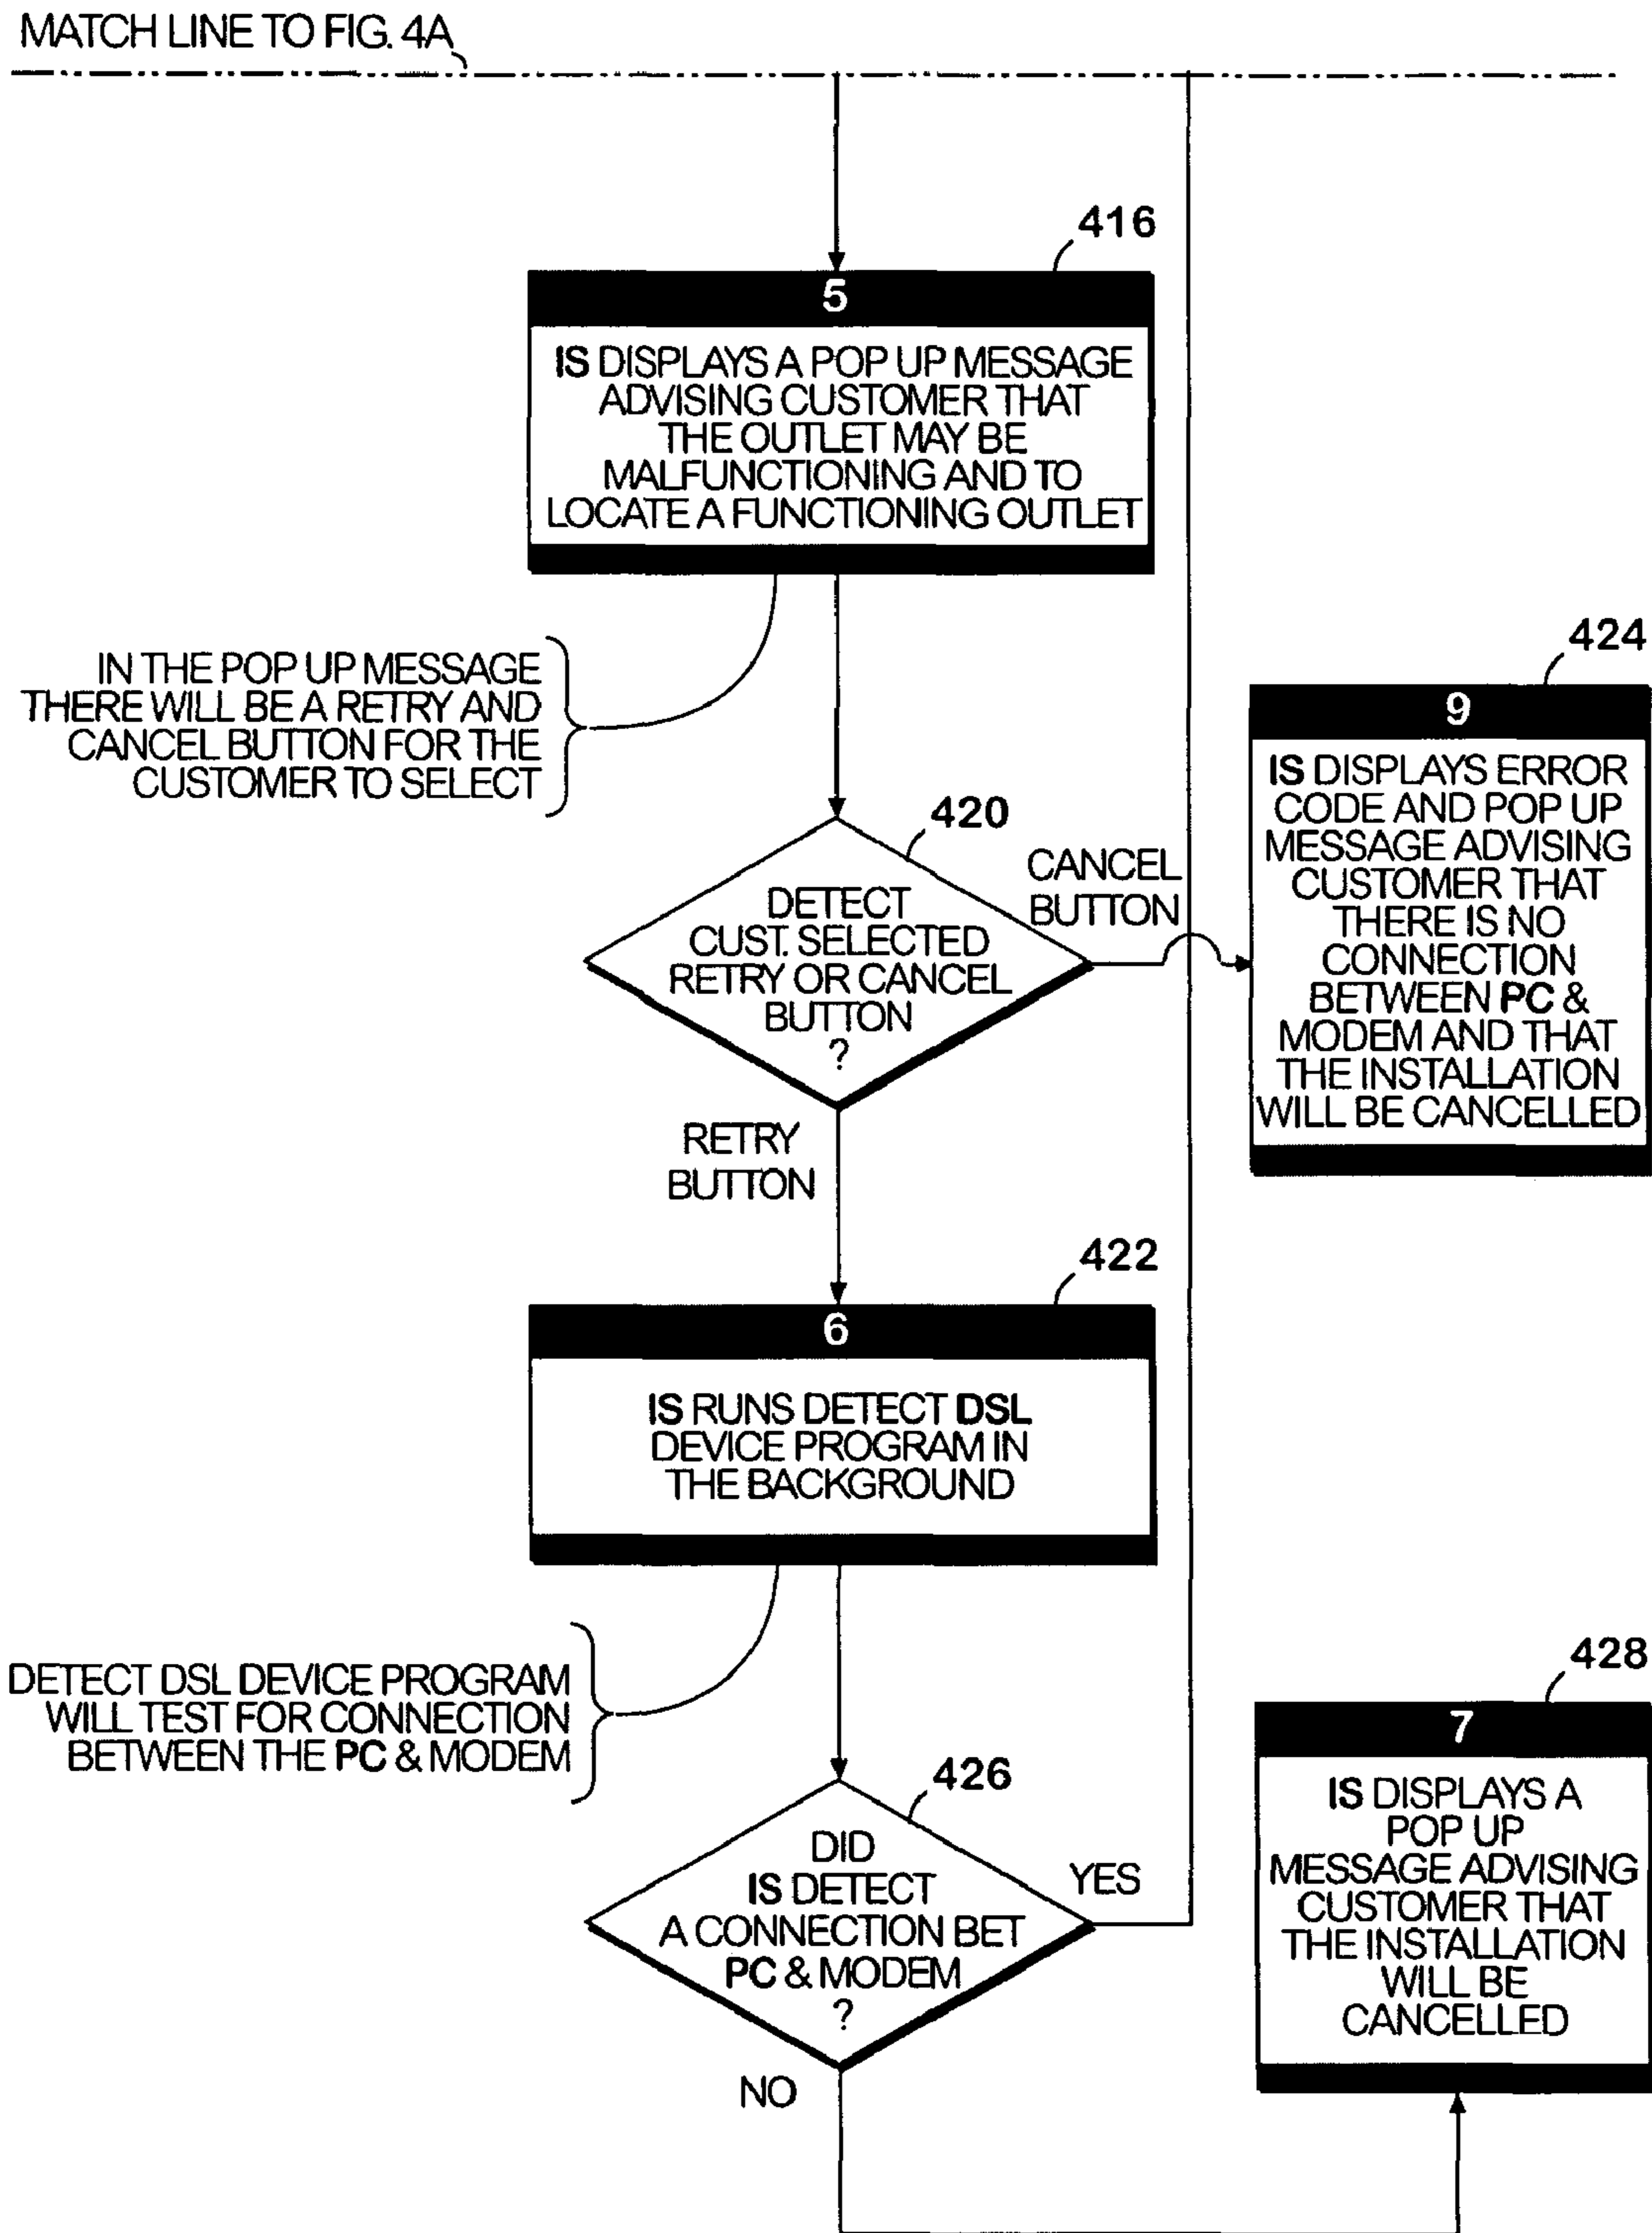 MATCH LINE TO FIG. 4A
416
5
IS DISPLAYS A POP UP MESSAGE
ADVISING CUSTOMER THAT
THE OUTLET MAY BE
MALFUNCTIONING AND TO
LOCATE A FUNCTIONING OUTLET
IN THE POP UP MESSAGE
THERE WILL BE A RETRY AND
CANCEL BUTTON FOR THE
CUSTOMER TO SELECT
420
DETECT
CUST. SELECTED
RETRY OR CANCEL
BUTTON
?
CANCEL
BUTTON
424
9
IS DISPLAYS ERROR
CODE AND POP UP
MESSAGE ADVISING
CUSTOMER THAT
THERE IS NO
CONNECTION
BETWEEN PC &
MODEM AND THAT
THE INSTALLATION
WILL BE CANCELLED
RETRY
BUTTON
422
6
IS RUNS DETECT DSL
DEVICE PROGRAM IN
THE BACKGROUND
DETECT DSL DEVICE PROGRAM
WILL TEST FOR CONNECTION
BETWEEN THE PC & MODEM
426
DID
IS DETECT
A CONNECTION BET
PC & MODEM
?
YES
NO
428
7
IS DISPLAYS A
POP UP
MESSAGE ADVISING
CUSTOMER THAT
THE INSTALLATION
WILL BE
CANCELLED